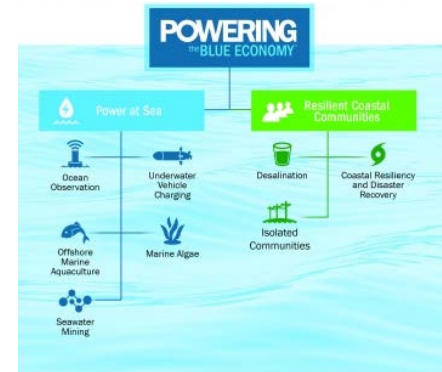 POWERING
the BLUE ECONOMY™
Power at Sea
Resilient Coastal
Communities
Ocean
Observation
Underwater
Vehicle
Charging
Desalination
Coastal Resiliency
and Disaster
Recovery
Offshore
Marine
Aquaculture
Marine Algae
Isolated
Communities
Seawater
Mining